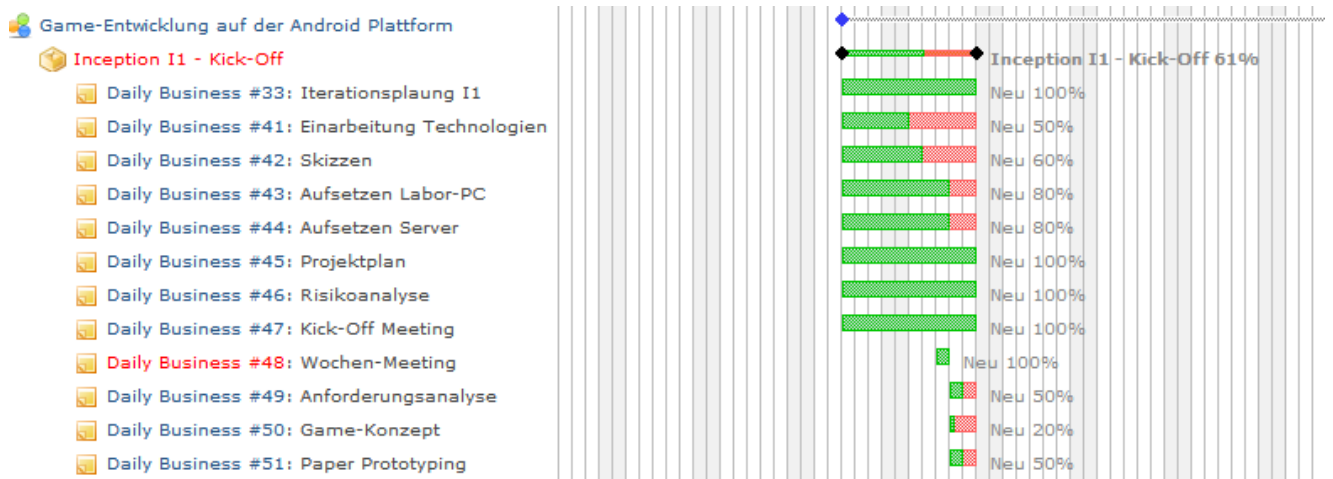 Game-Entwicklung auf der Android Plattform
Inception I1 - Kick-Off Inception I1 - Kick-Off 61%
Daily Business #33: Iterationsplaung I1 Neu 100%
Daily Business #41: Einarbeitung Technologien Neu 50%
Daily Business #42: Skizzen Neu 60%
Daily Business #43: Aufsetzen Labor-PC Neu 80%
Daily Business #44: Aufsetzen Server Neu 80%
Daily Business #45: Projektplan Neu 100%
Daily Business #46: Risikoanalyse Neu 100%
Daily Business #47: Kick-Off Meeting Neu 100%
Daily Business #48: Wochen-Meeting Neu 100%
Daily Business #49: Anforderungsanalyse Neu 50%
Daily Business #50: Game-Konzept Neu 20%
Daily Business #51: Paper Prototyping Neu 50%